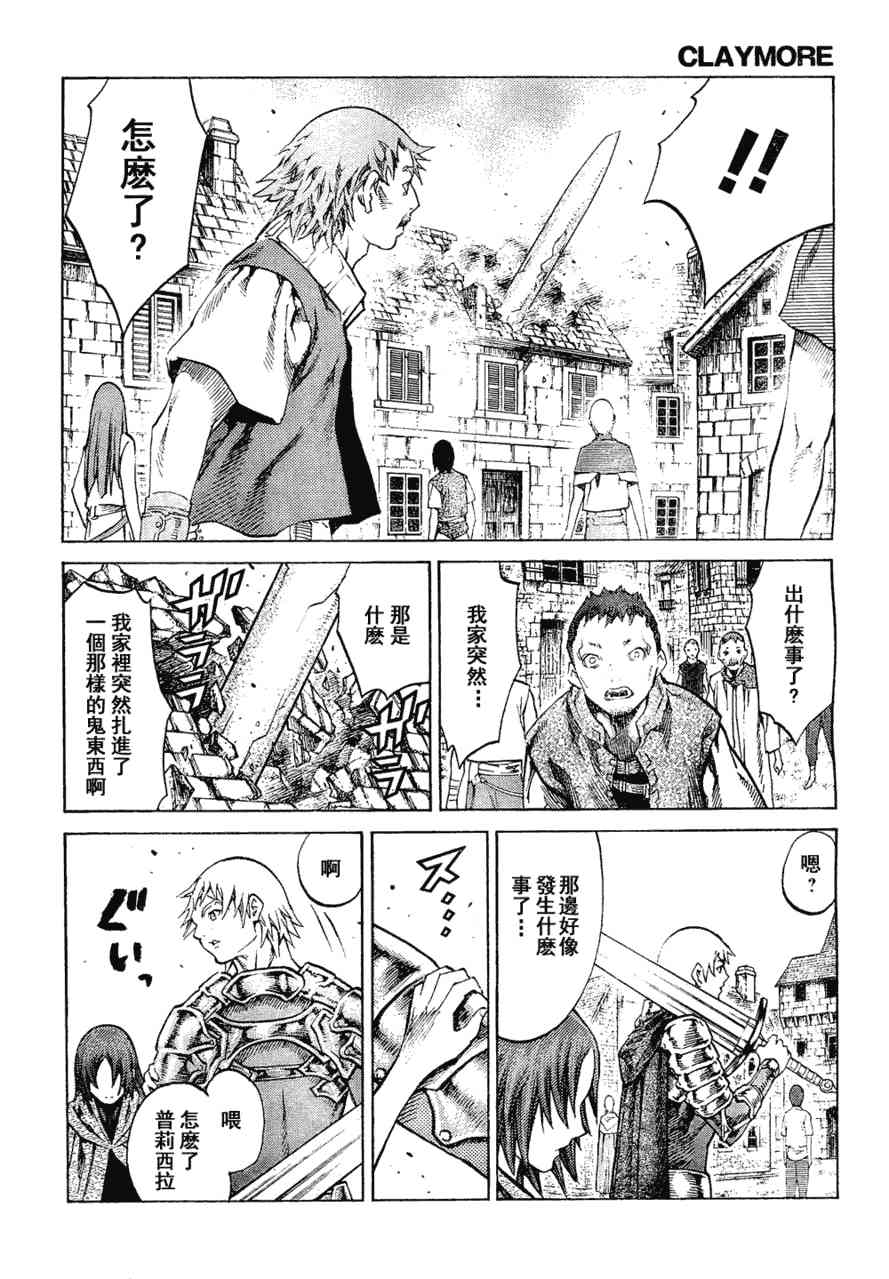 CLAYMORE
!!
怎麼了?
出什麼事了?
我家突然…
那是
什麼
ガララ
ガラ
我家裡突然扎進了
一個那樣的鬼東西啊
嗯?
那邊好像
發生什麼
事了…
ス…
啊
ぐいっ
喂
怎麼了
普莉西拉